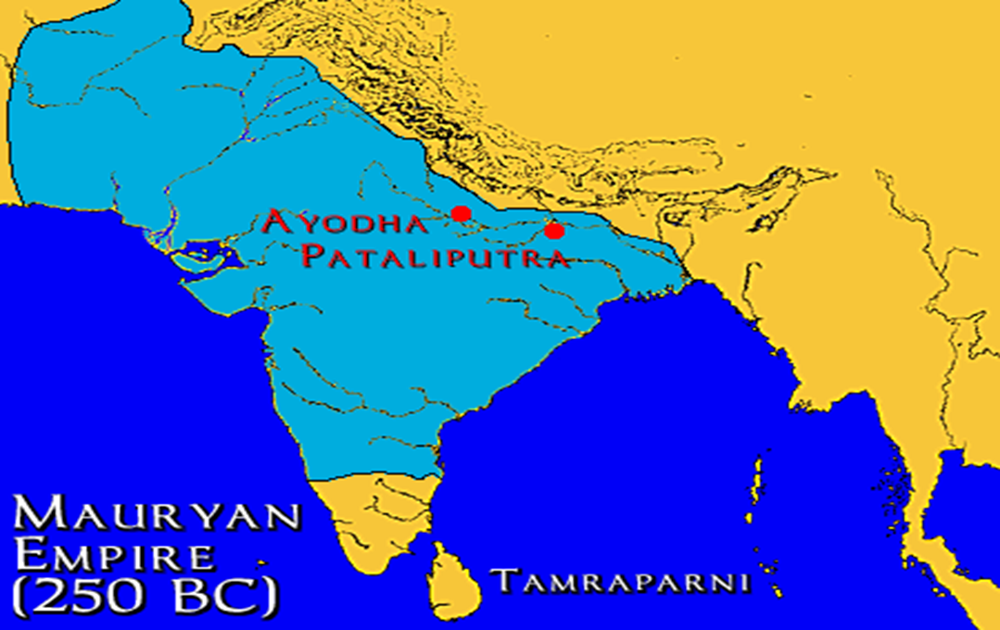 Ayodha
Pataliputra
Mauryan
Empire
(250 BC)
Tamraparni